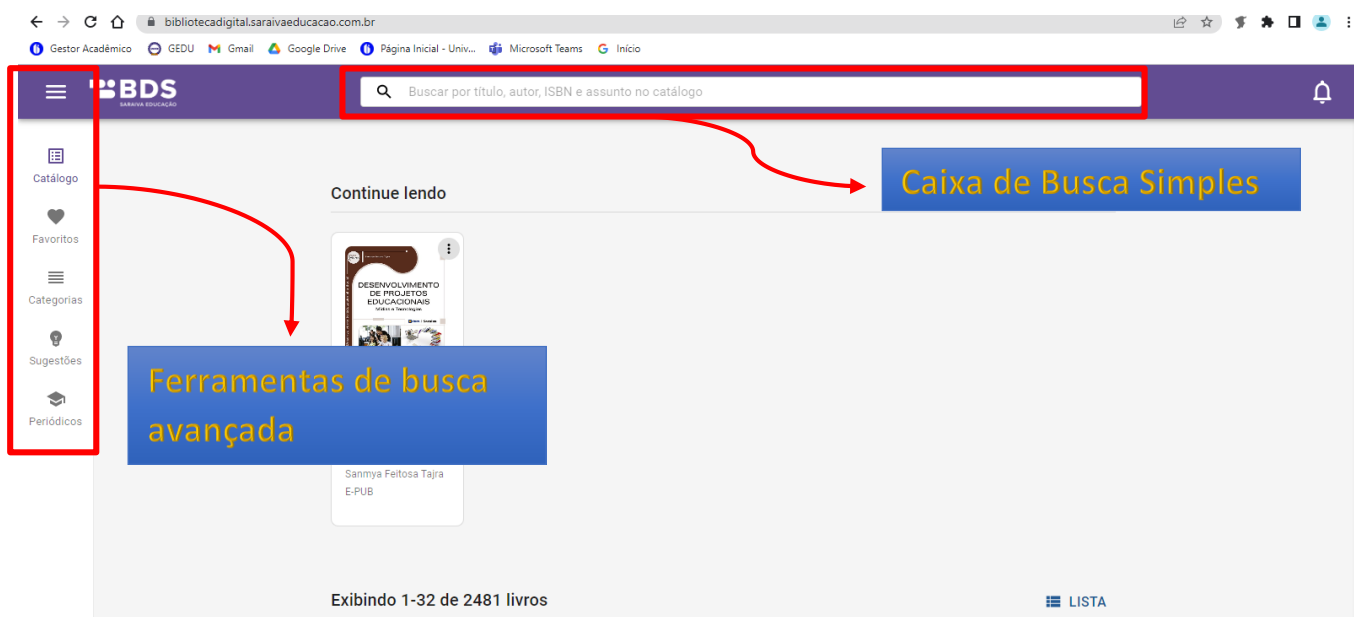 bibliotecadigital.saraivaeducacao.com.br
Gestor Acadêmico GEDU Gmail Google Drive Página Inicial - Univ... Microsoft Teams Início
BDS
SARAIVA EDUCAÇÃO
Buscar por título, autor, ISBN e assunto no catálogo
Catálogo
Favoritos
Categorias
Sugestões
Periódicos
Caixa de Busca Simples
Continue lendo
DESENVOLVIMENTO
DE PROJETOS
EDUCACIONAIS
Mídias e Tecnologias
Ferramentas de busca
avançada
Sanmya Feitosa Tajra
E-PUB
Exibindo 1-32 de 2481 livros
LISTA